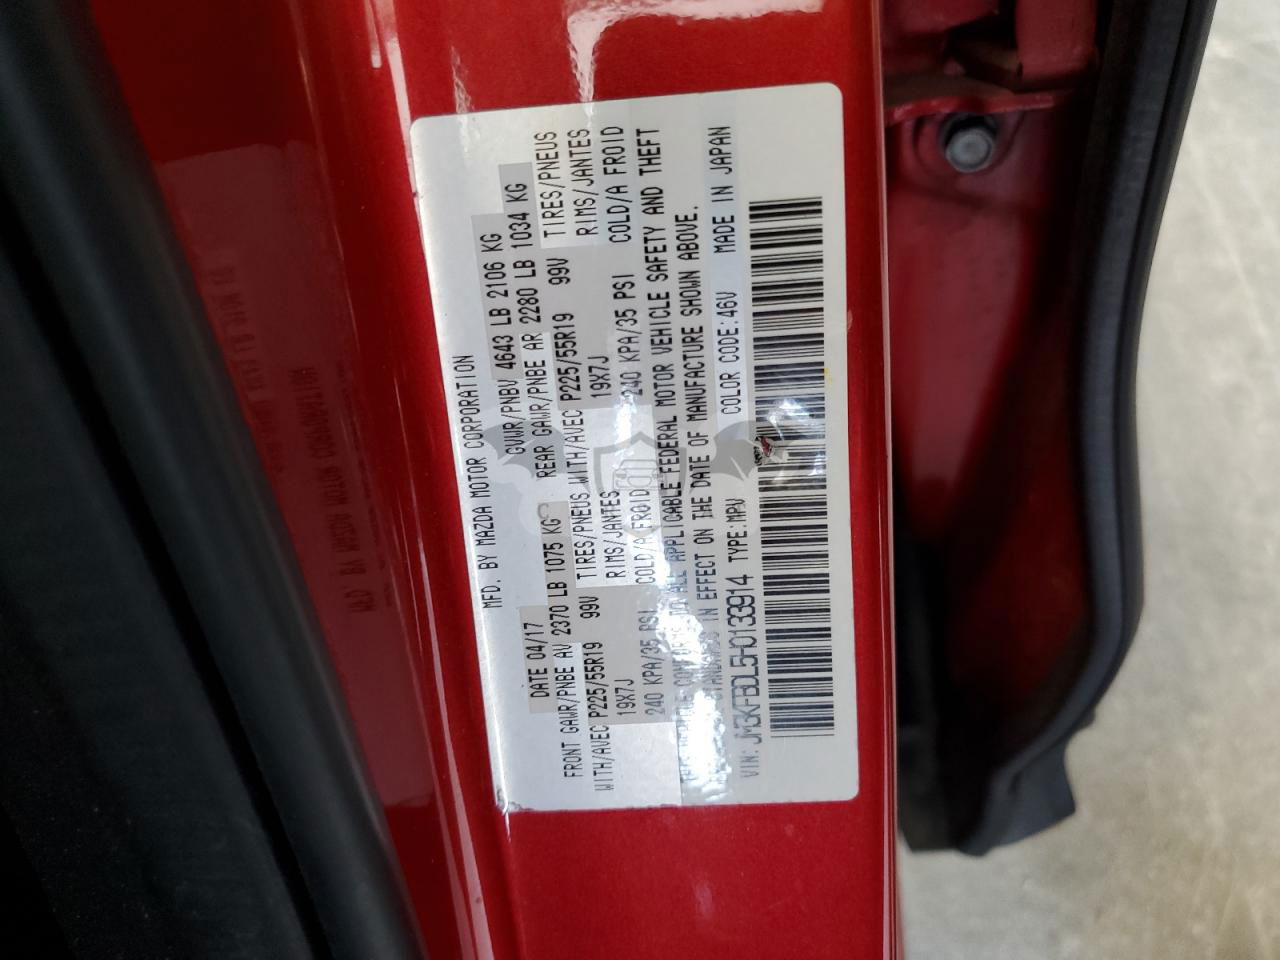 MFD. BY MAZDA MOTOR CORPORATION
DATE 04/17 GVWR/PNBV 4643 LB 2106 KG
FRONT GAWR/PNBE AV 2370 LB 1075 KG REAR GAWR/PNBE AR 2280 LB 1034 KG
WITH/AVEC P225/55R19 99V TIRES/PNEUS WITH/AVEC P225/55R19 99V TIRES/PNEUS
19X7J RIMS/JANTES 19X7J RIMS/JANTES
240 KPA/35 PSI COLD/A FROID 240 KPA/35 PSI COLD/A FROID
CONFORMS TO ALL APPLICABLE FEDERAL MOTOR VEHICLE SAFETY AND THEFT
STANDARDS IN EFFECT ON THE DATE OF MANUFACTURE SHOWN ABOVE.
VIN: JM3KFBDL5H0133914 TYPE:MPV COLOR CODE:46V MADE IN JAPAN